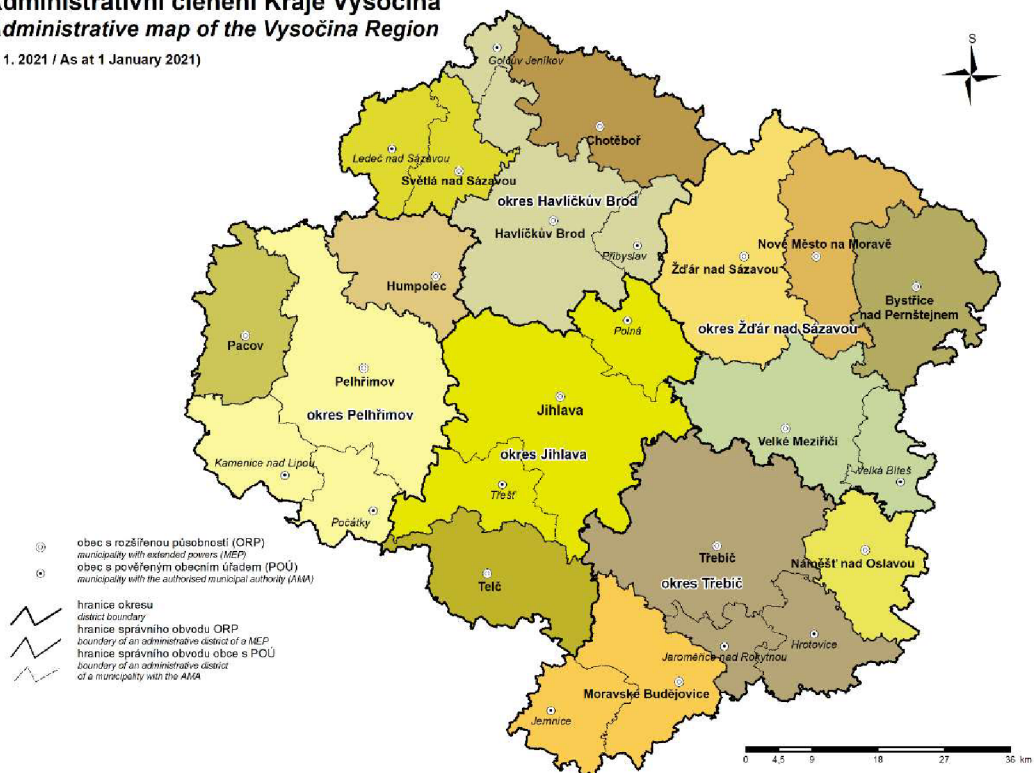 Administrativní členění Kraje Vysočina
Administrative map of the Vysočina Region
1. 2021 / As at 1 January 2021)
S
Golčův Jeníkov
Chotěboř
Ledeč nad Sázavou
Světlá nad Sázavou
okres Havlíčkův Brod
Havlíčkův Brod
Přibyslav
Nové Město na Moravě
Žďár nad Sázavou
Humpolec
Bystřice
nad Pernštejnem
Polná
okres Žďár nad Sázavou
Pacov
Pelhřimov
okres Pelhřimov
Jihlava
Velké Meziříčí
okres Jihlava
Kamenice nad Lipou
Velká Bíteš
Třešť
Počátky
Třebíč
Náměšť nad Oslavou
okres Třebíč
Telč
Hrotovice
Jaroměřice nad Rokytnou
Moravské Budějovice
Jemnice
obec s rozšířenou působností (ORP)
municipality with extended powers (MEP)
obec s pověřeným obecním úřadem (POÚ)
municipality with the authorised municipal authority (AMA)
hranice okresu
district boundary
hranice správního obvodu ORP
boundary of an administrative district of a MEP
hranice správního obvodu obce s POÚ
boundary of an administrative district
of a municipality with the AMA
0 4,5 9 18 27 36 km